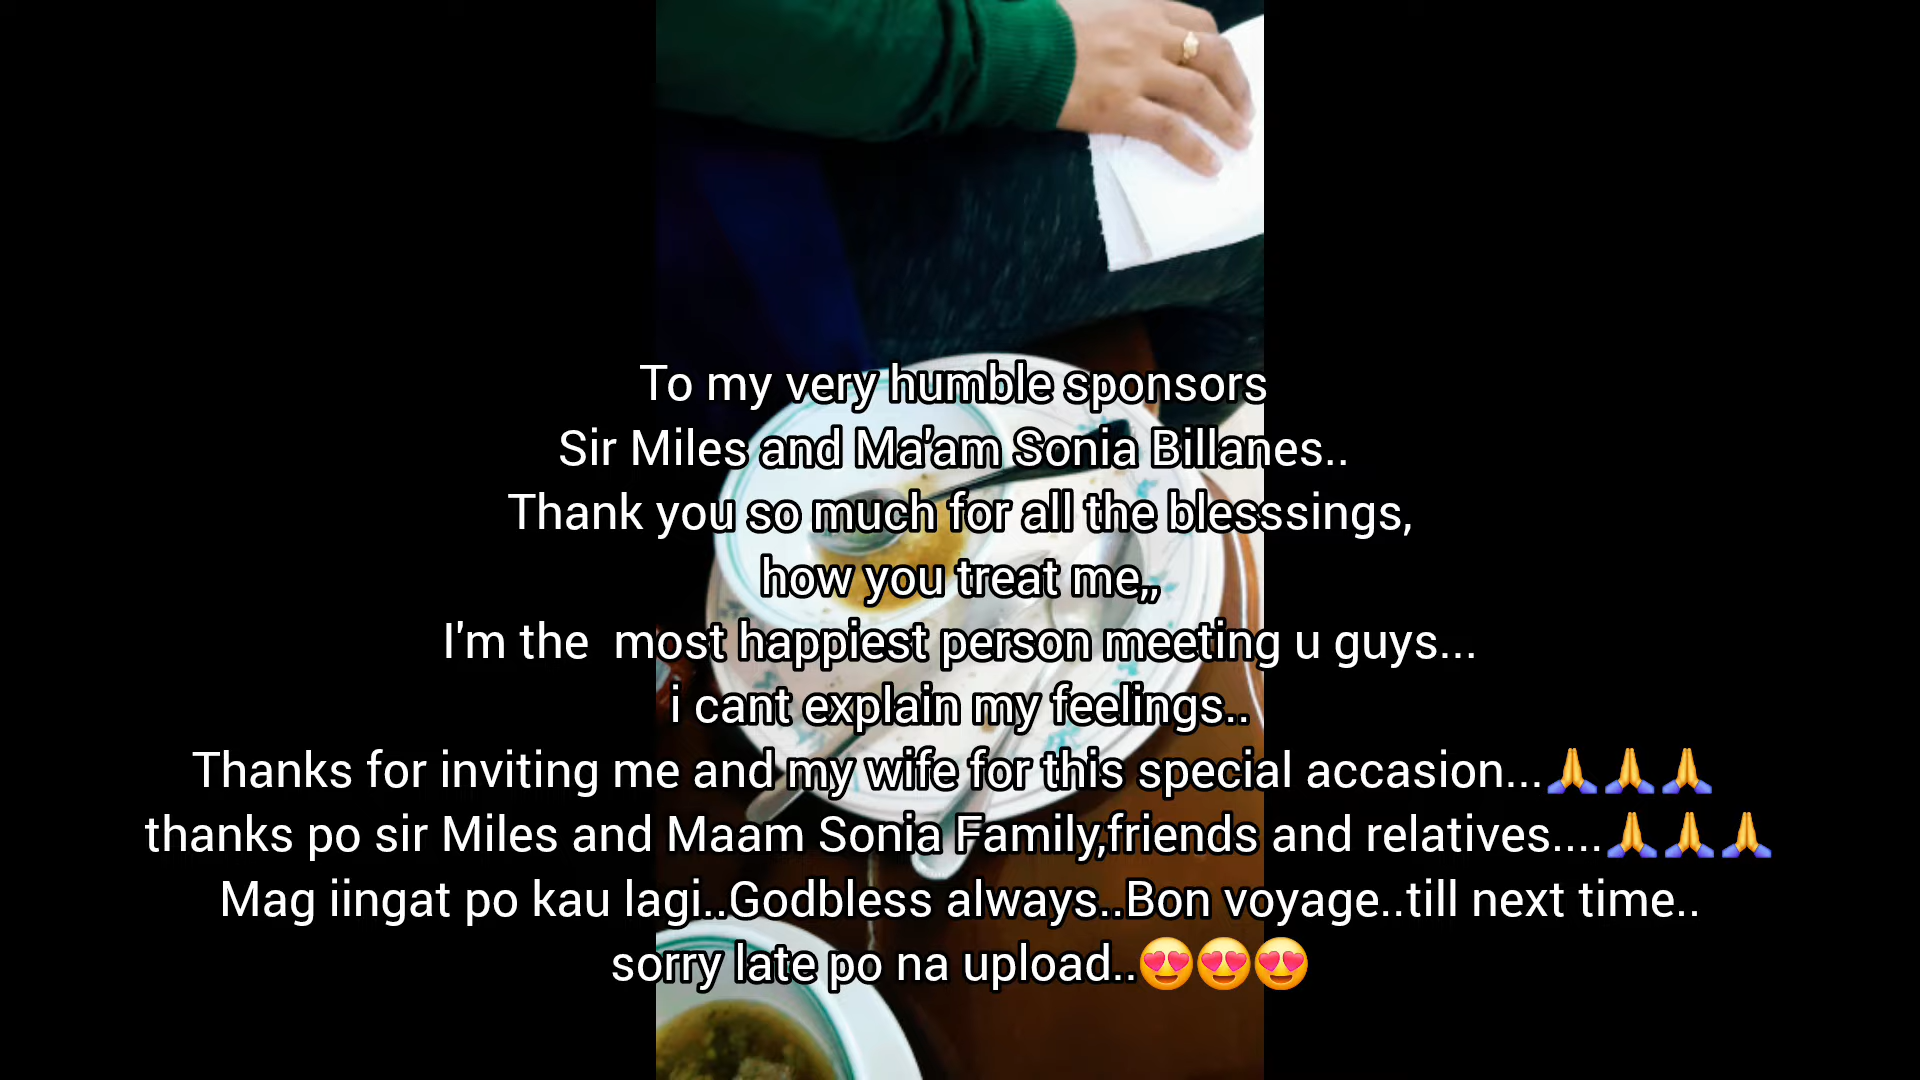 To my very humble sponsors
Sir Miles and Ma'am Sonia Billanes..
Thank you so much for all the blesssings,
how you treat me,,,
I'm the  most happiest person meeting u guys...
i cant explain my feelings..
Thanks for inviting me and my wife for this special accasion...🙏🙏🙏
thanks po sir Miles and Maam Sonia Family,friends and relatives....🙏🙏🙏
Mag iingat po kau lagi..Godbless always..Bon voyage..till next time..
sorry late po na upload..😍😍😍